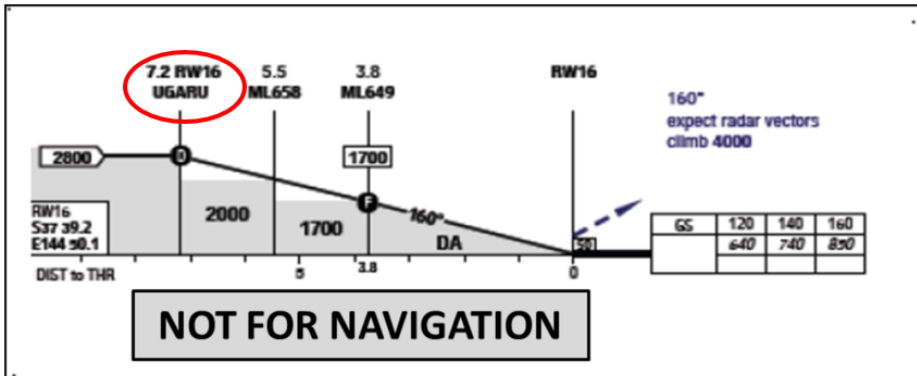 7.2 RW16 5.5 3.8 RW16
UGARU ML658 ML649
160°
expect radar vectors
climb 4000
2800 D 1700
F
2000 1700 160° DA
RW16
S37 39.2
E144 50.1
50
GS 120 140 160
640 740 850
DIST to THR 5 3.8 0
NOT FOR NAVIGATION